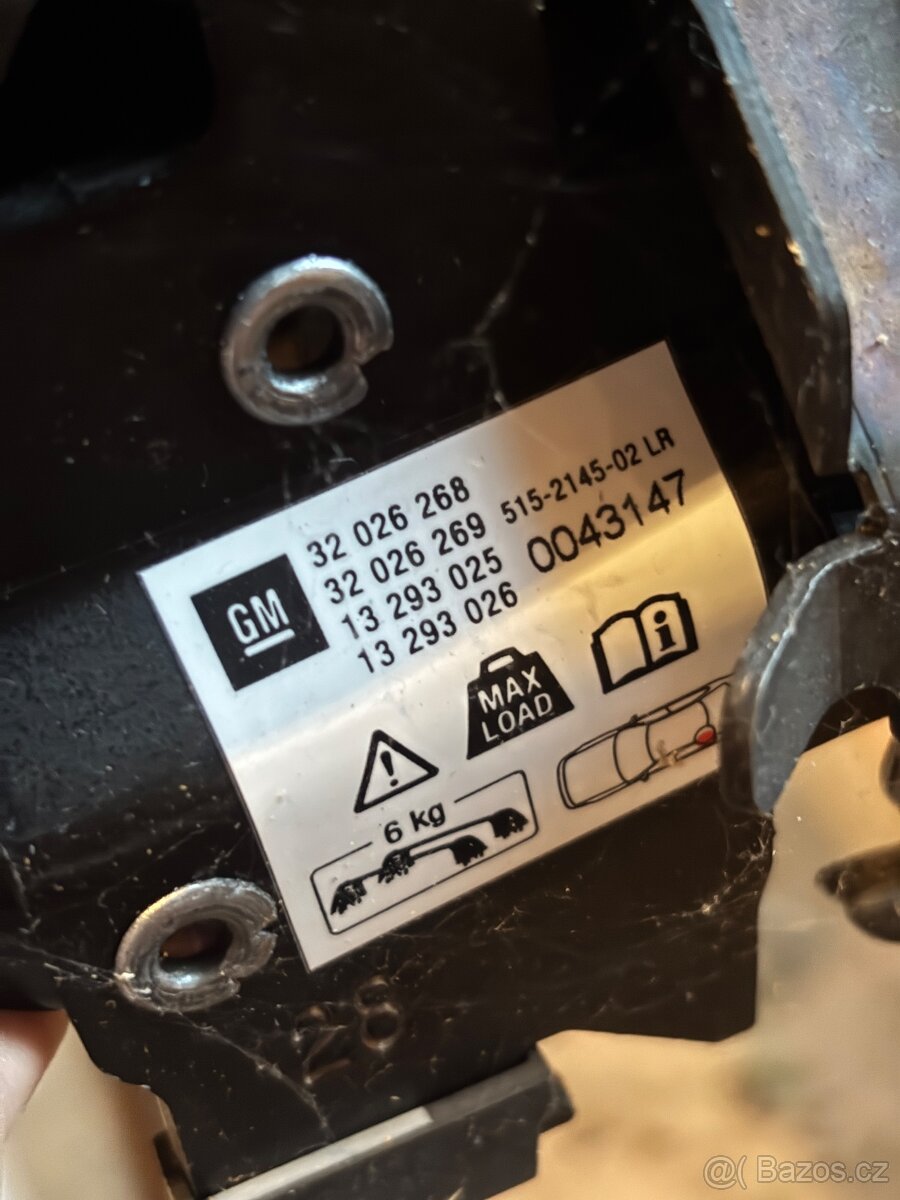 GM
32 026 268
32 026 269
13 293 025
13 293 026
515-2145-02 LR
0043147
MAX
LOAD
6 kg
28
@( Bazos.cz